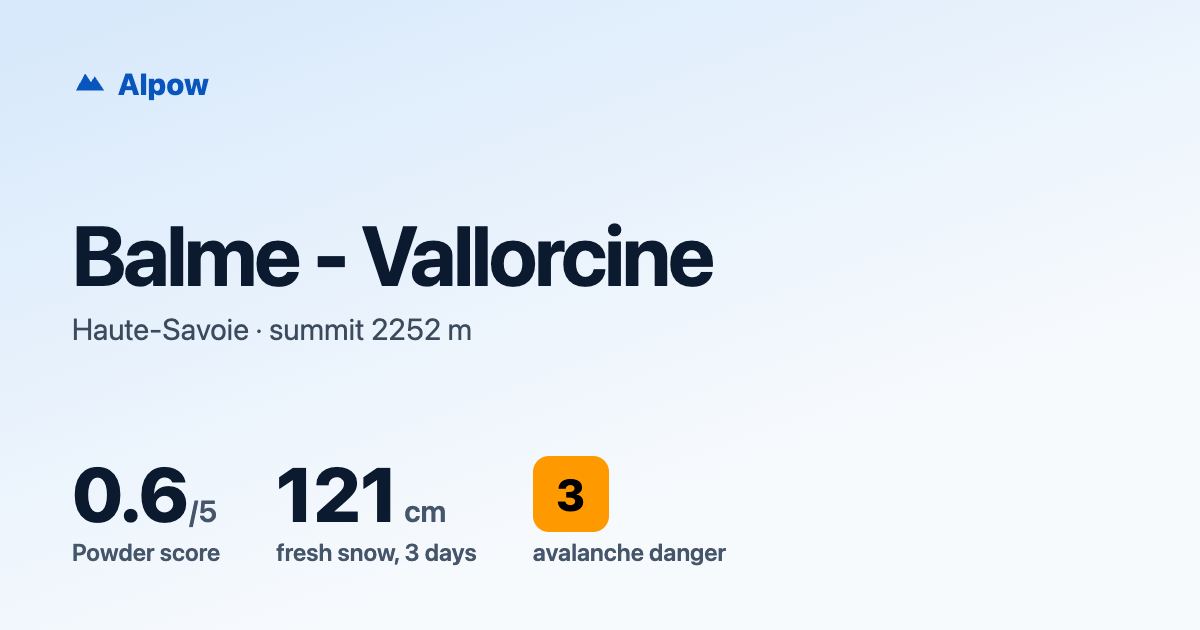 Alpow
Balme - Vallorcine
Haute-Savoie · summit 2252 m
0.6/5 121 cm 3
Powder score fresh snow, 3 days avalanche danger